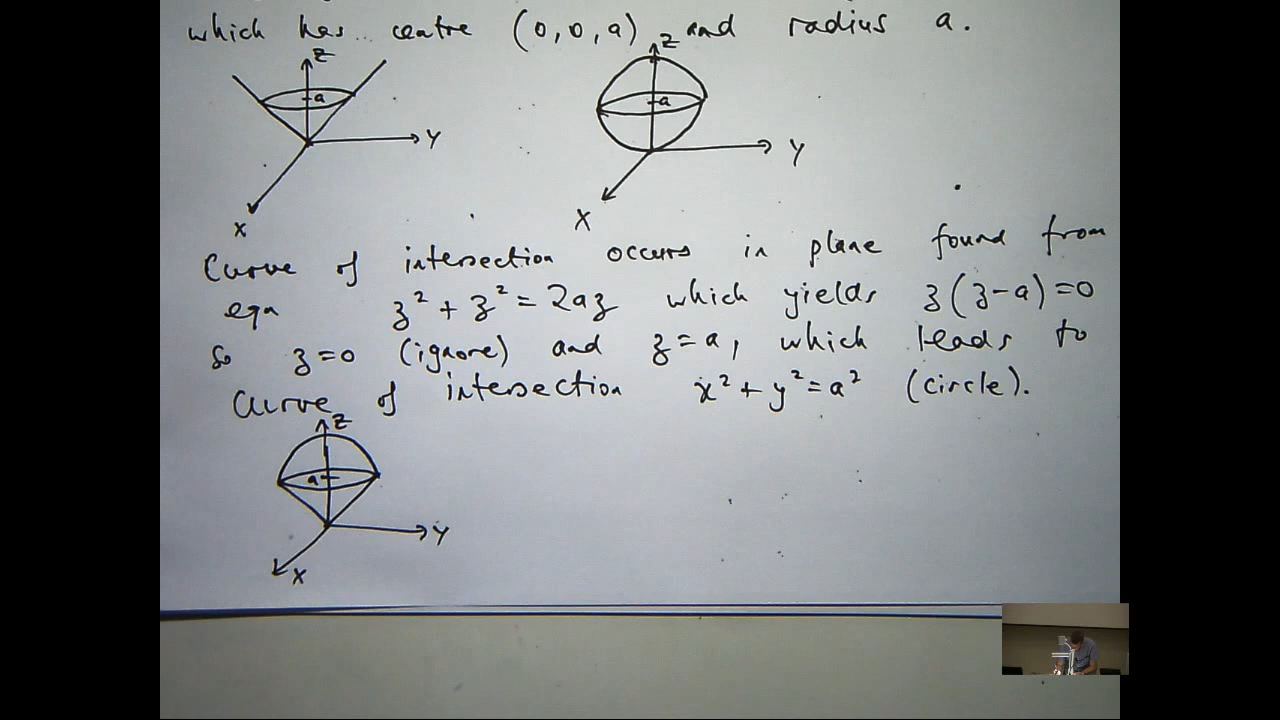 which has centre (0,0,a) and radius a.
z
a
y
x
z
a
y
x
Curve of intersection occurs in plane found from
eqn z² + z² = 2az which yields z(z-a)=0
so z=0 (ignore) and z=a, which leads to
curve of intersection x² + y² = a² (circle).
z
a
y
x